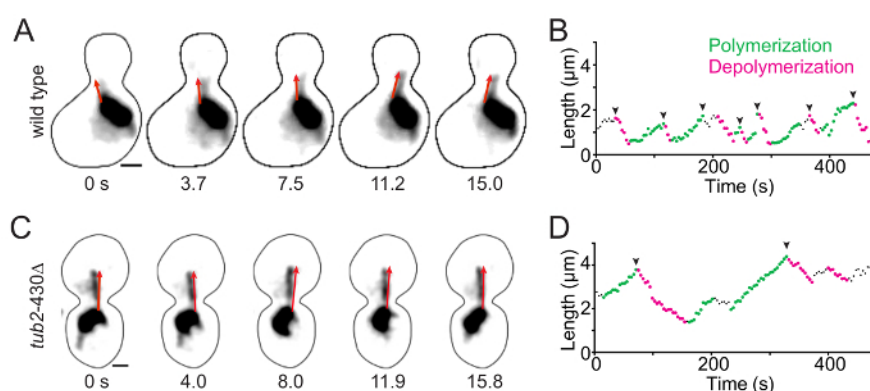 A
wild type
0 s 3.7 7.5 11.2 15.0
B
Polymerization
Depolymerization
Length (µm)
4
2
0
0 200 400
Time (s)
C
tub2-430Δ
0 s 4.0 8.0 11.9 15.8
D
Length (µm)
4
2
0
0 200 400
Time (s)